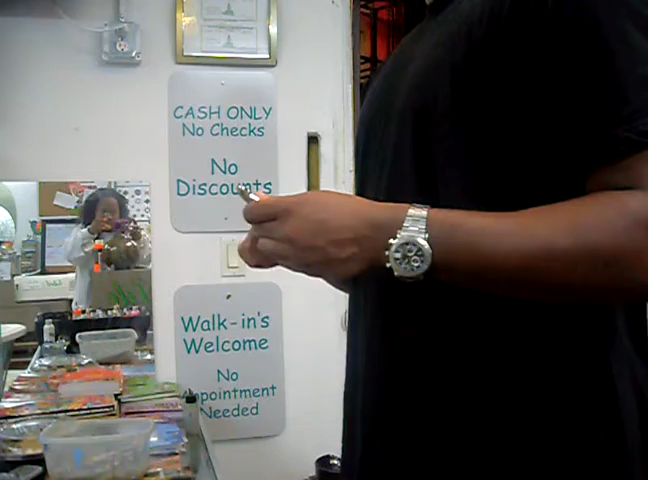 CASH ONLY
No Checks
No
Discounts
Walk-in's
Welcome
No
ppointment
Needed